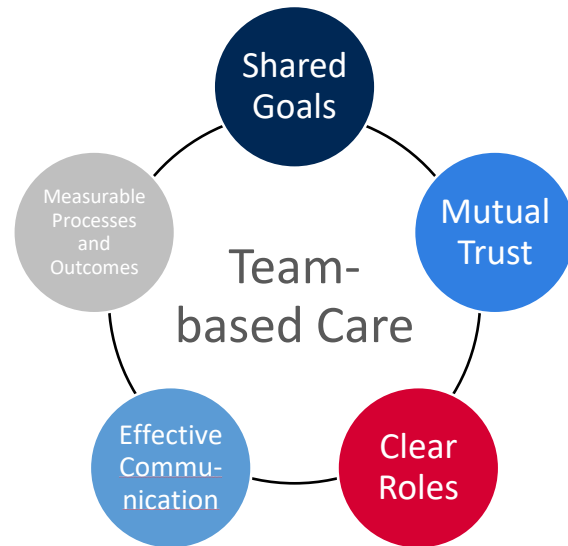 Shared
Goals
Mutual
Trust
Clear
Roles
Effective
Commu-
nication
Measurable
Processes
and
Outcomes
Team-
based Care